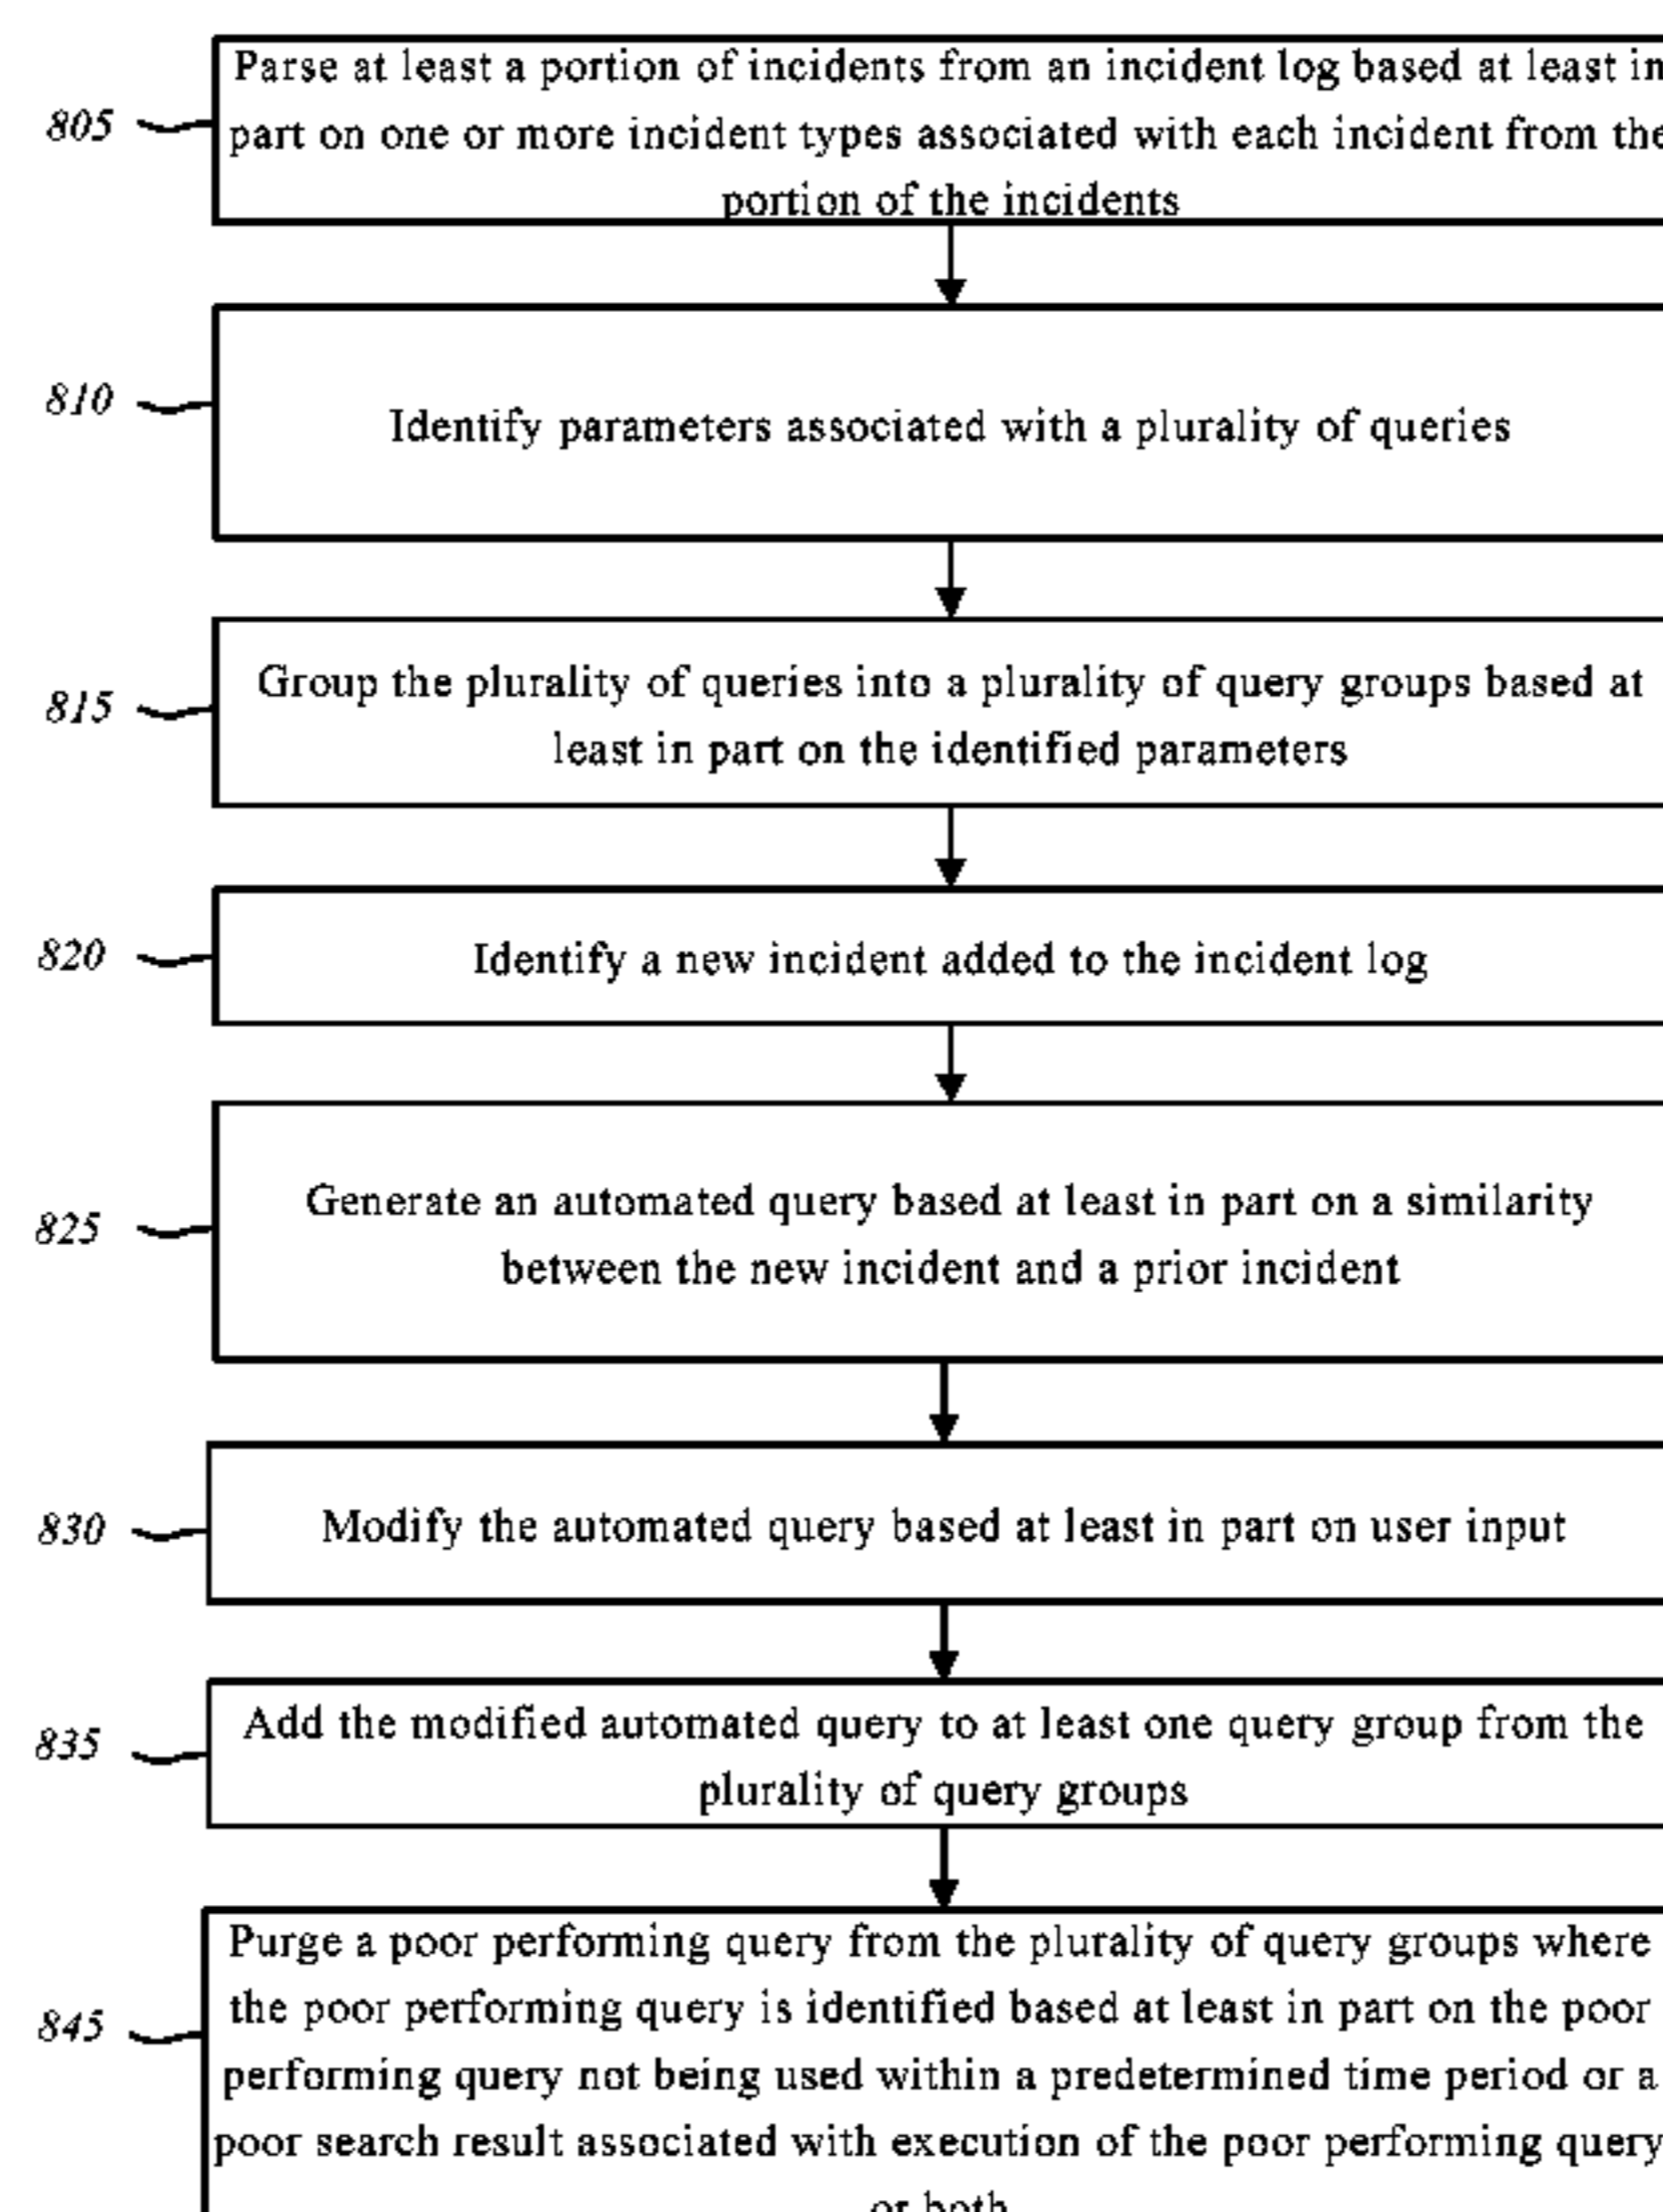 Parse at least a portion of incidents from an incident log based at least in
805
part on one or more incident types associated with each incident from the
portion of the incidents
810
Identify parameters associated with a plurality of queries
815
Group the plurality of queries into a plurality of query groups based at
least in part on the identified parameters
820
Identify a new incident added to the incident log
825
Generate an automated query based at least in part on a similarity
between the new incident and a prior incident
830
Modify the automated query based at least in part on user input
835
Add the modified automated query to at least one query group from the
plurality of query groups
845
Purge a poor performing query from the plurality of query groups where
the poor performing query is identified based at least in part on the poor
performing query not being used within a predetermined time period or a
poor search result associated with execution of the poor performing query
or both